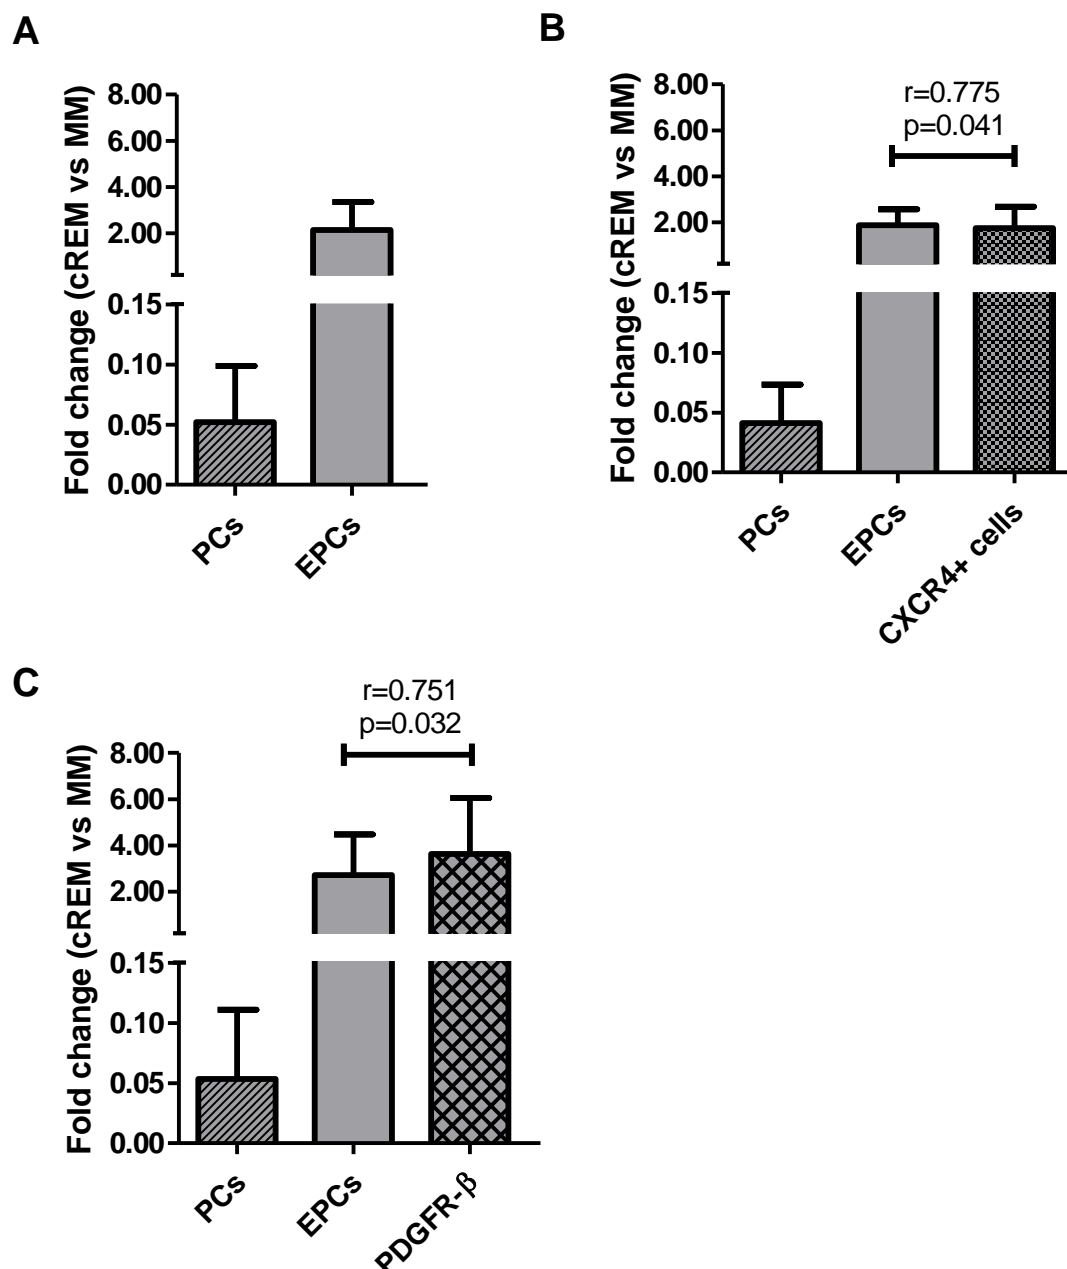 A
Fold change (cREM vs MM)
8.00
6.00
4.00
2.00
0.15
0.10
0.05
0.00
PCs
EPCs
B
Fold change (cREM vs MM)
8.00
6.00
4.00
2.00
0.15
0.10
0.05
0.00
r=0.775
p=0.041
PCs
EPCs
CXCR4+ cells
C
Fold change (cREM vs MM)
8.00
6.00
4.00
2.00
0.15
0.10
0.05
0.00
r=0.751
p=0.032
PCs
EPCs
PDGFR-β